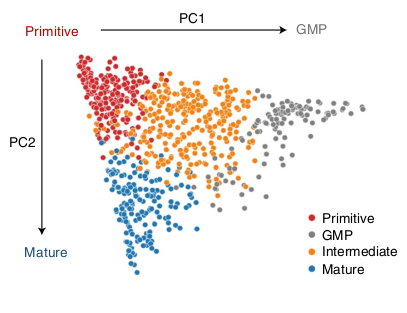 PC1
Primitive
GMP
PC2
Mature
Primitive
GMP
Intermediate
Mature